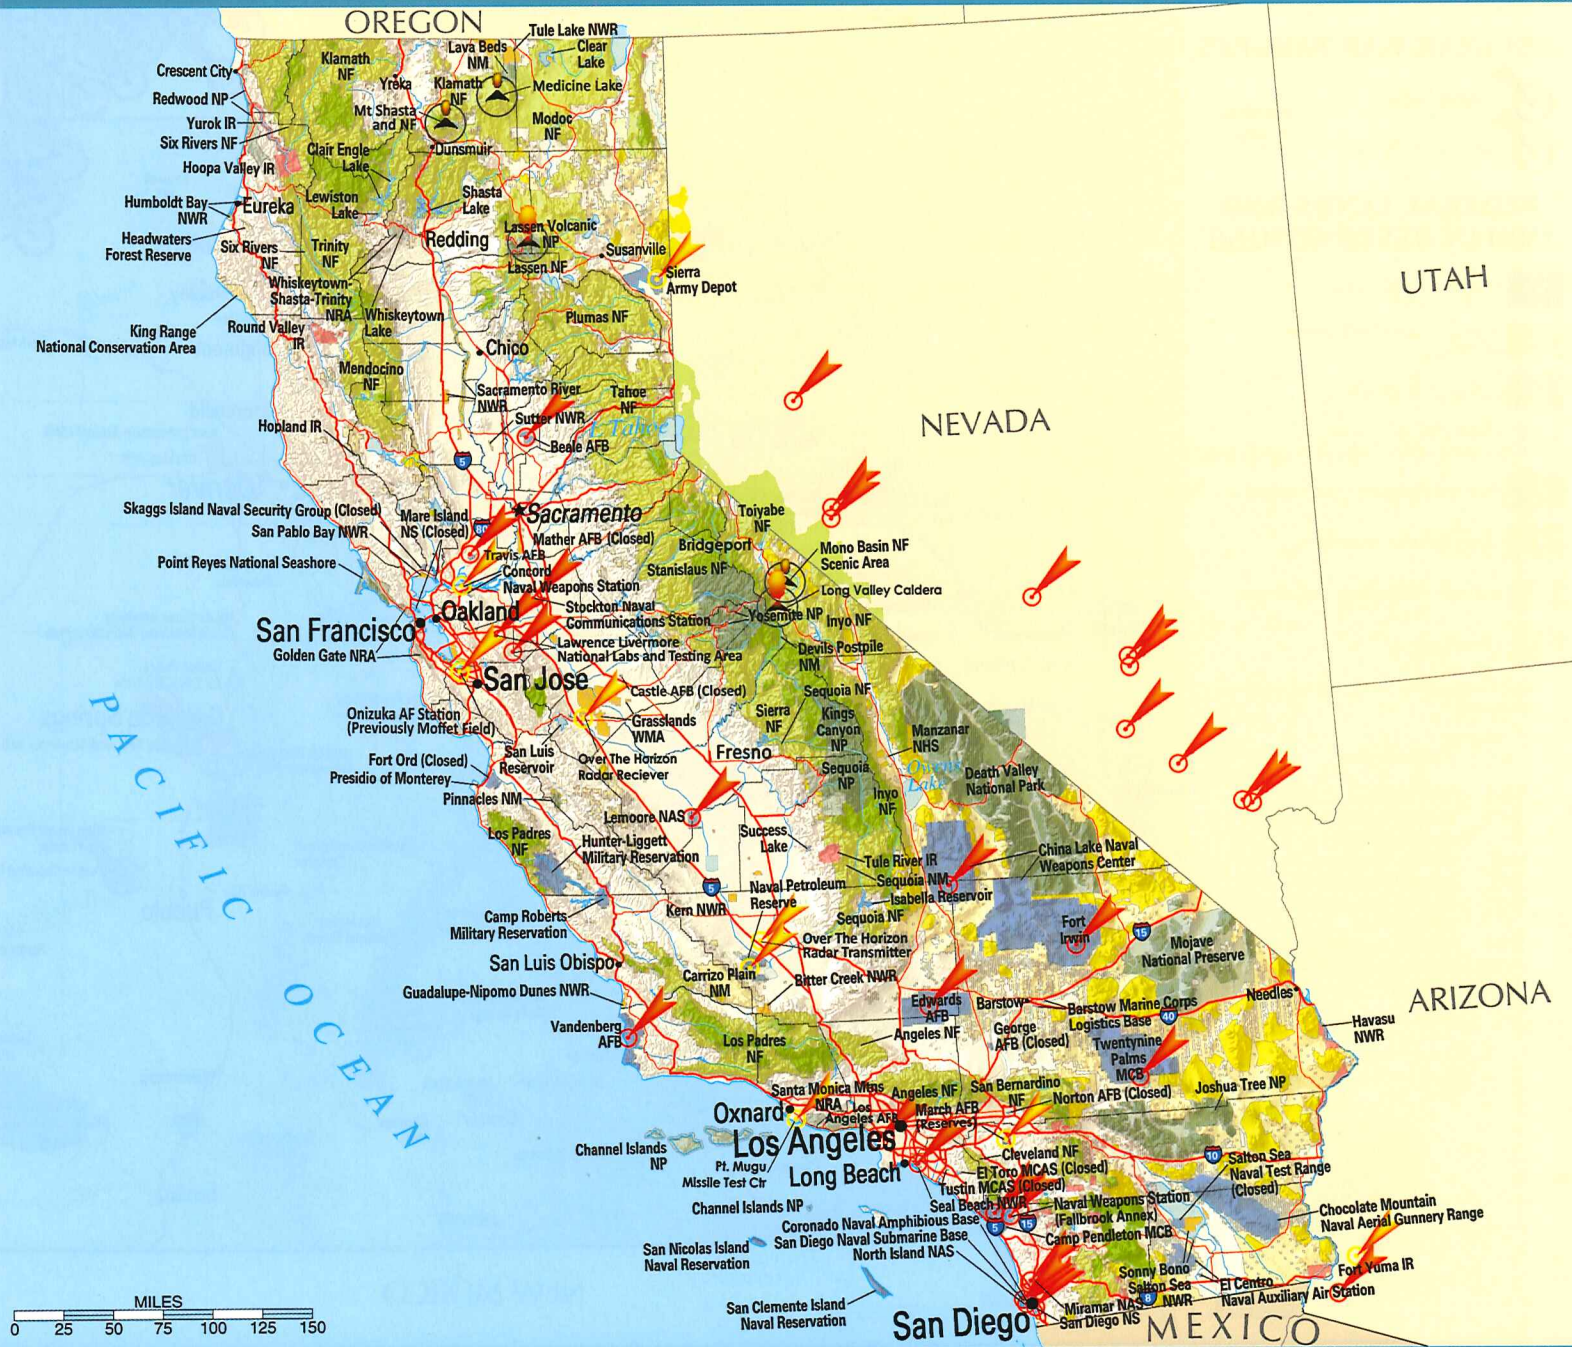 OREGON
Tule Lake NWR
Lava Beds
NM
Clear
Lake
Klamath
NF
Crescent City
Yreka
Klamath
NF
Medicine Lake
Redwood NP
Mt Shasta
and NF
Modoc
NF
Yurok IR
Six Rivers NF
Clair Engle
Lake
Dunsmuir
Hoopa Valley IR
Lewiston
Lake
Shasta
Lake
Humboldt Bay
NWR
Eureka
Headwaters
Forest Reserve
Six Rivers
NF
Trinity
NF
Redding
Lassen Volcanic
NP
Lassen NF
Susanville
Sierra
Army Depot
UTAH
Whiskeytown-
Shasta-Trinity
NRA
Whiskeytown
Lake
Plumas NF
King Range
National Conservation Area
Round Valley
IR
Chico
Mendocino
NF
Sacramento River
NWR
Tahoe
NF
NEVADA
Hopland IR
Sutter NWR
L Tahoe
Beale AFB
5
Skaggs Island Naval Security Group (Closed)
San Pablo Bay NWR
Mare Island
NS (Closed)
80
Sacramento
Mather AFB (Closed)
Toiyabe
NF
Travis AFB
Bridgeport
Mono Basin NF
Scenic Area
Point Reyes National Seashore
Concord
Naval Weapons Station
Stanislaus NF
Long Valley Caldera
Oakland
Stockton Naval
Communications Station
Yosemite NP
Inyo NF
San Francisco
Golden Gate NRA
Lawrence Livermore
National Labs and Testing Area
Devils Postpile
NM
San Jose
Castle AFB (Closed)
Sequoia NF
Onizuka AF Station
(Previously Moffet Field)
Grasslands
WMA
Sierra
NF
Kings
Canyon
NP
Manzanar
NHS
Fort Ord (Closed)
Presidio of Monterey
San Luis
Reservoir
Over The Horizon
Radar Reciever
Fresno
Sequoia
NP
Owens
Lake
Death Valley
National Park
Pinnacles NM
Inyo
NF
Lemoore NAS
Los Padres
NF
Hunter-Liggett
Military Reservation
Success
Lake
Tule River IR
China Lake Naval
Weapons Center
Sequoia NM
Isabella Reservoir
5
Naval Petroleum
Reserve
Kern NWR
Sequoia NF
Camp Roberts
Military Reservation
Fort
Irwin
15
Mojave
National Preserve
Over The Horizon
Radar Transmitter
San Luis Obispo
Carrizo Plain
NM
Bitter Creek NWR
Guadalupe-Nipomo Dunes NWR
Edwards
AFB
Barstow
Barstow Marine Corps
Logistics Base
40
Needles
ARIZONA
Vandenberg
AFB
Los Padres
NF
Angeles NF
George
AFB (Closed)
Twentynine
Palms
MCB
Havasu
NWR
Santa Monica Mtns
NRA
Angeles NF
San Bernardino
NF
Norton AFB (Closed)
Joshua Tree NP
Oxnard
Los
Angeles AFB
March AFB
(Reserves)
Los Angeles
Channel Islands
NP
Pt. Mugu
Missile Test Ctr
Long Beach
Cleveland NF
El Toro MCAS (Closed)
Tustin MCAS (Closed)
10
Salton Sea
Naval Test Range
(Closed)
Channel Islands NP
Seal Beach NWR
Naval Weapons Station
(Fallbrook Annex)
Chocolate Mountain
Naval Aerial Gunnery Range
Coronado Naval Amphibious Base
San Diego Naval Submarine Base
North Island NAS
5
15
Camp Pendleton MCB
San Nicolas Island
Naval Reservation
Sonny Bono
Salton Sea
NWR
El Centro
Naval Auxiliary Air Station
Fort Yuma IR
San Clemente Island
Naval Reservation
San Diego
Miramar NAS
San Diego NS
8
MEXICO
PACIFIC OCEAN
MILES
0 25 50 75 100 125 150